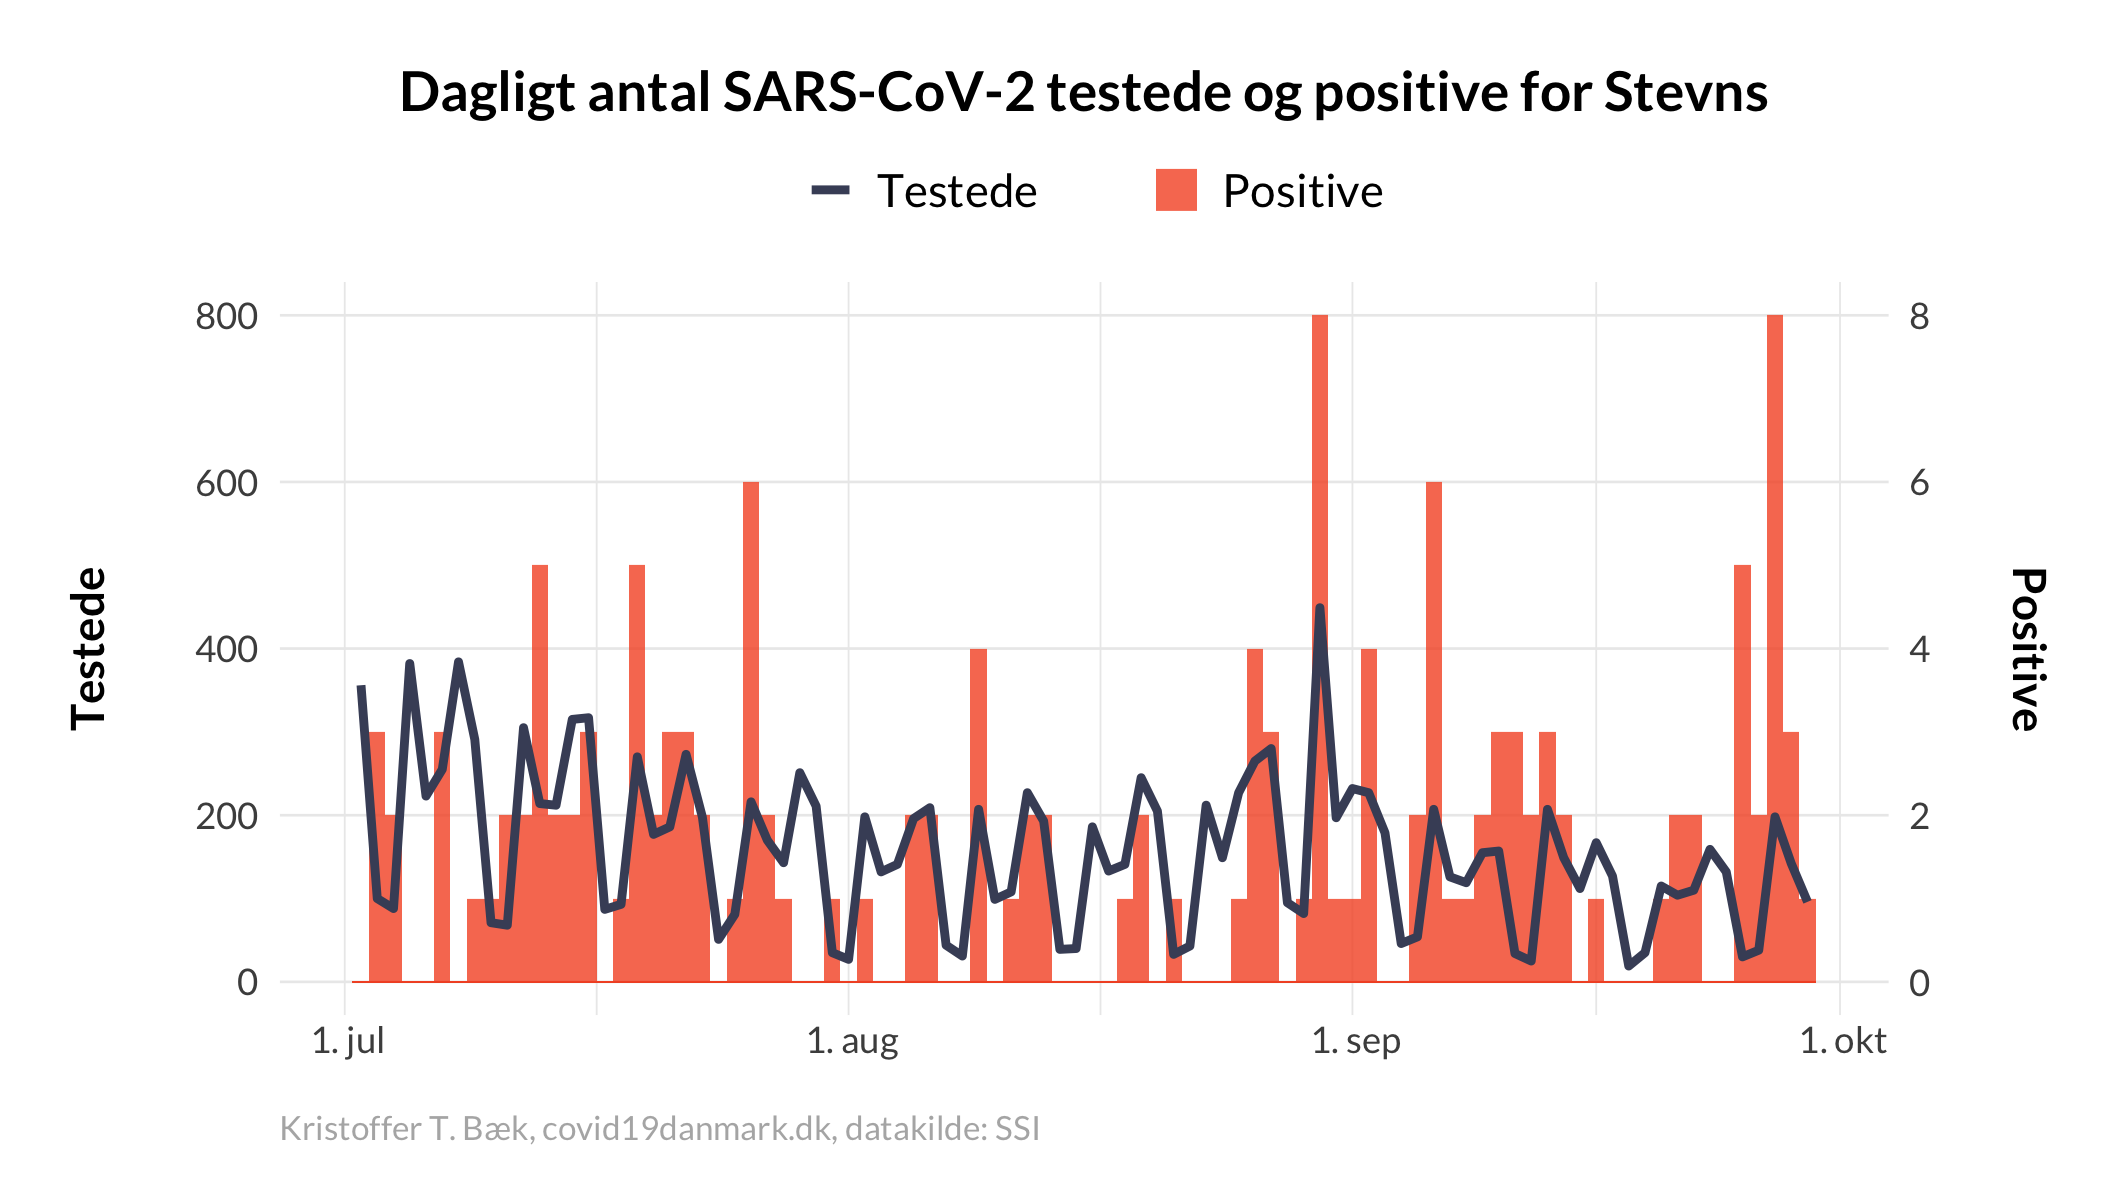 Dagligt antal SARS-CoV-2 testede og positive for Stevns
Testede Positive
800 8
600 6
400 4
200 2
0 0
Testede
Positive
1. jul 1. aug 1. sep 1. okt
Kristoffer T. Bæk, covid19danmark.dk, datakilde: SSI